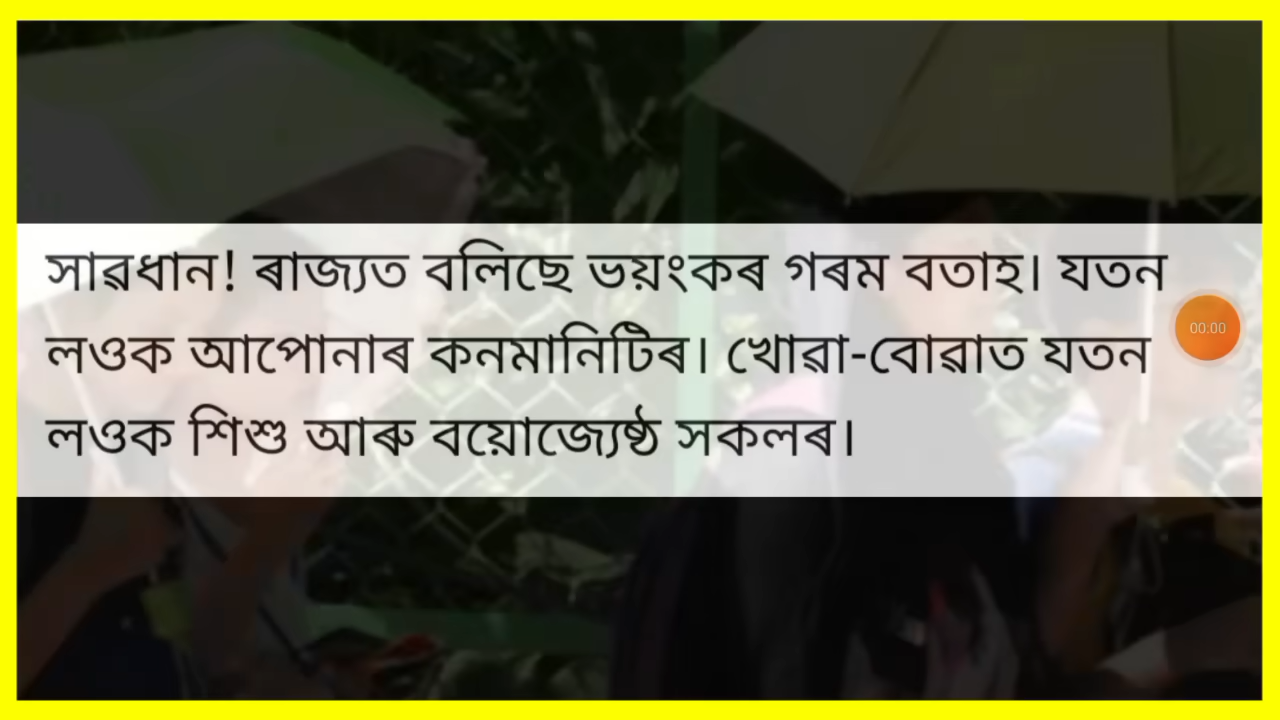 সাৱধান! ৰাজ্যত বলিছে ভয়ংকৰ গৰম বতাহ। যতন
লওক আপোনাৰ কনমানিটিৰ। খোৱা-বোৱাত যতন
লওক শিশু আৰু বয়োজ্যেষ্ঠ সকলৰ।
00:00